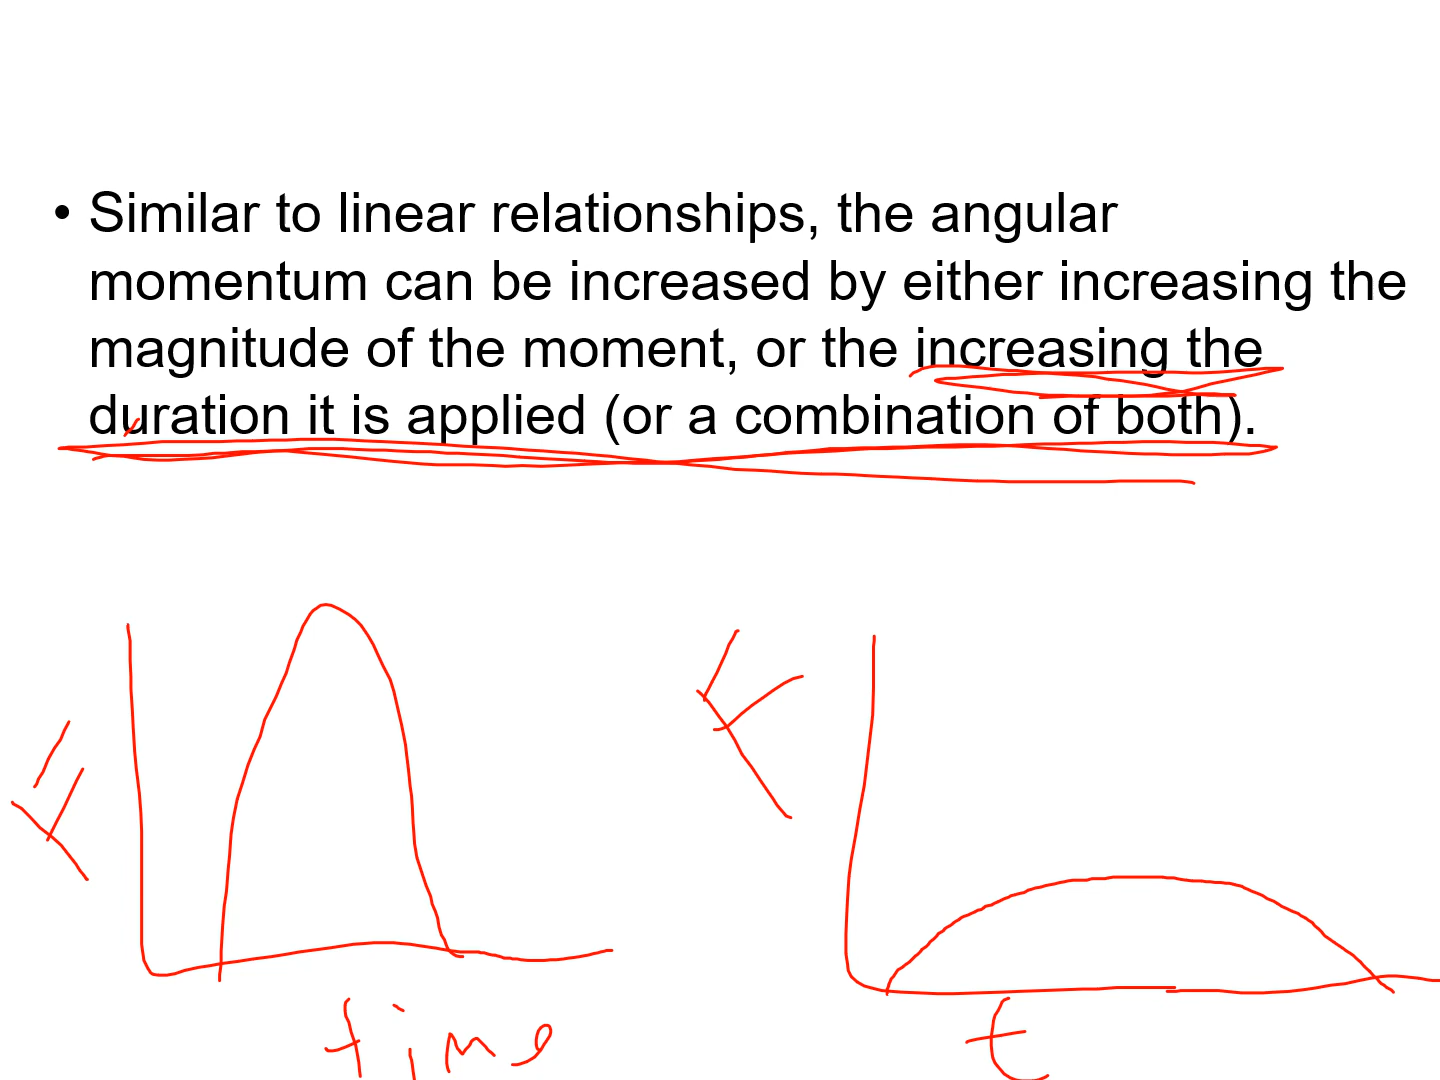 • Similar to linear relationships, the angular
momentum can be increased by either increasing the
magnitude of the moment, or the increasing the
duration it is applied (or a combination of both).
F
F
time
t